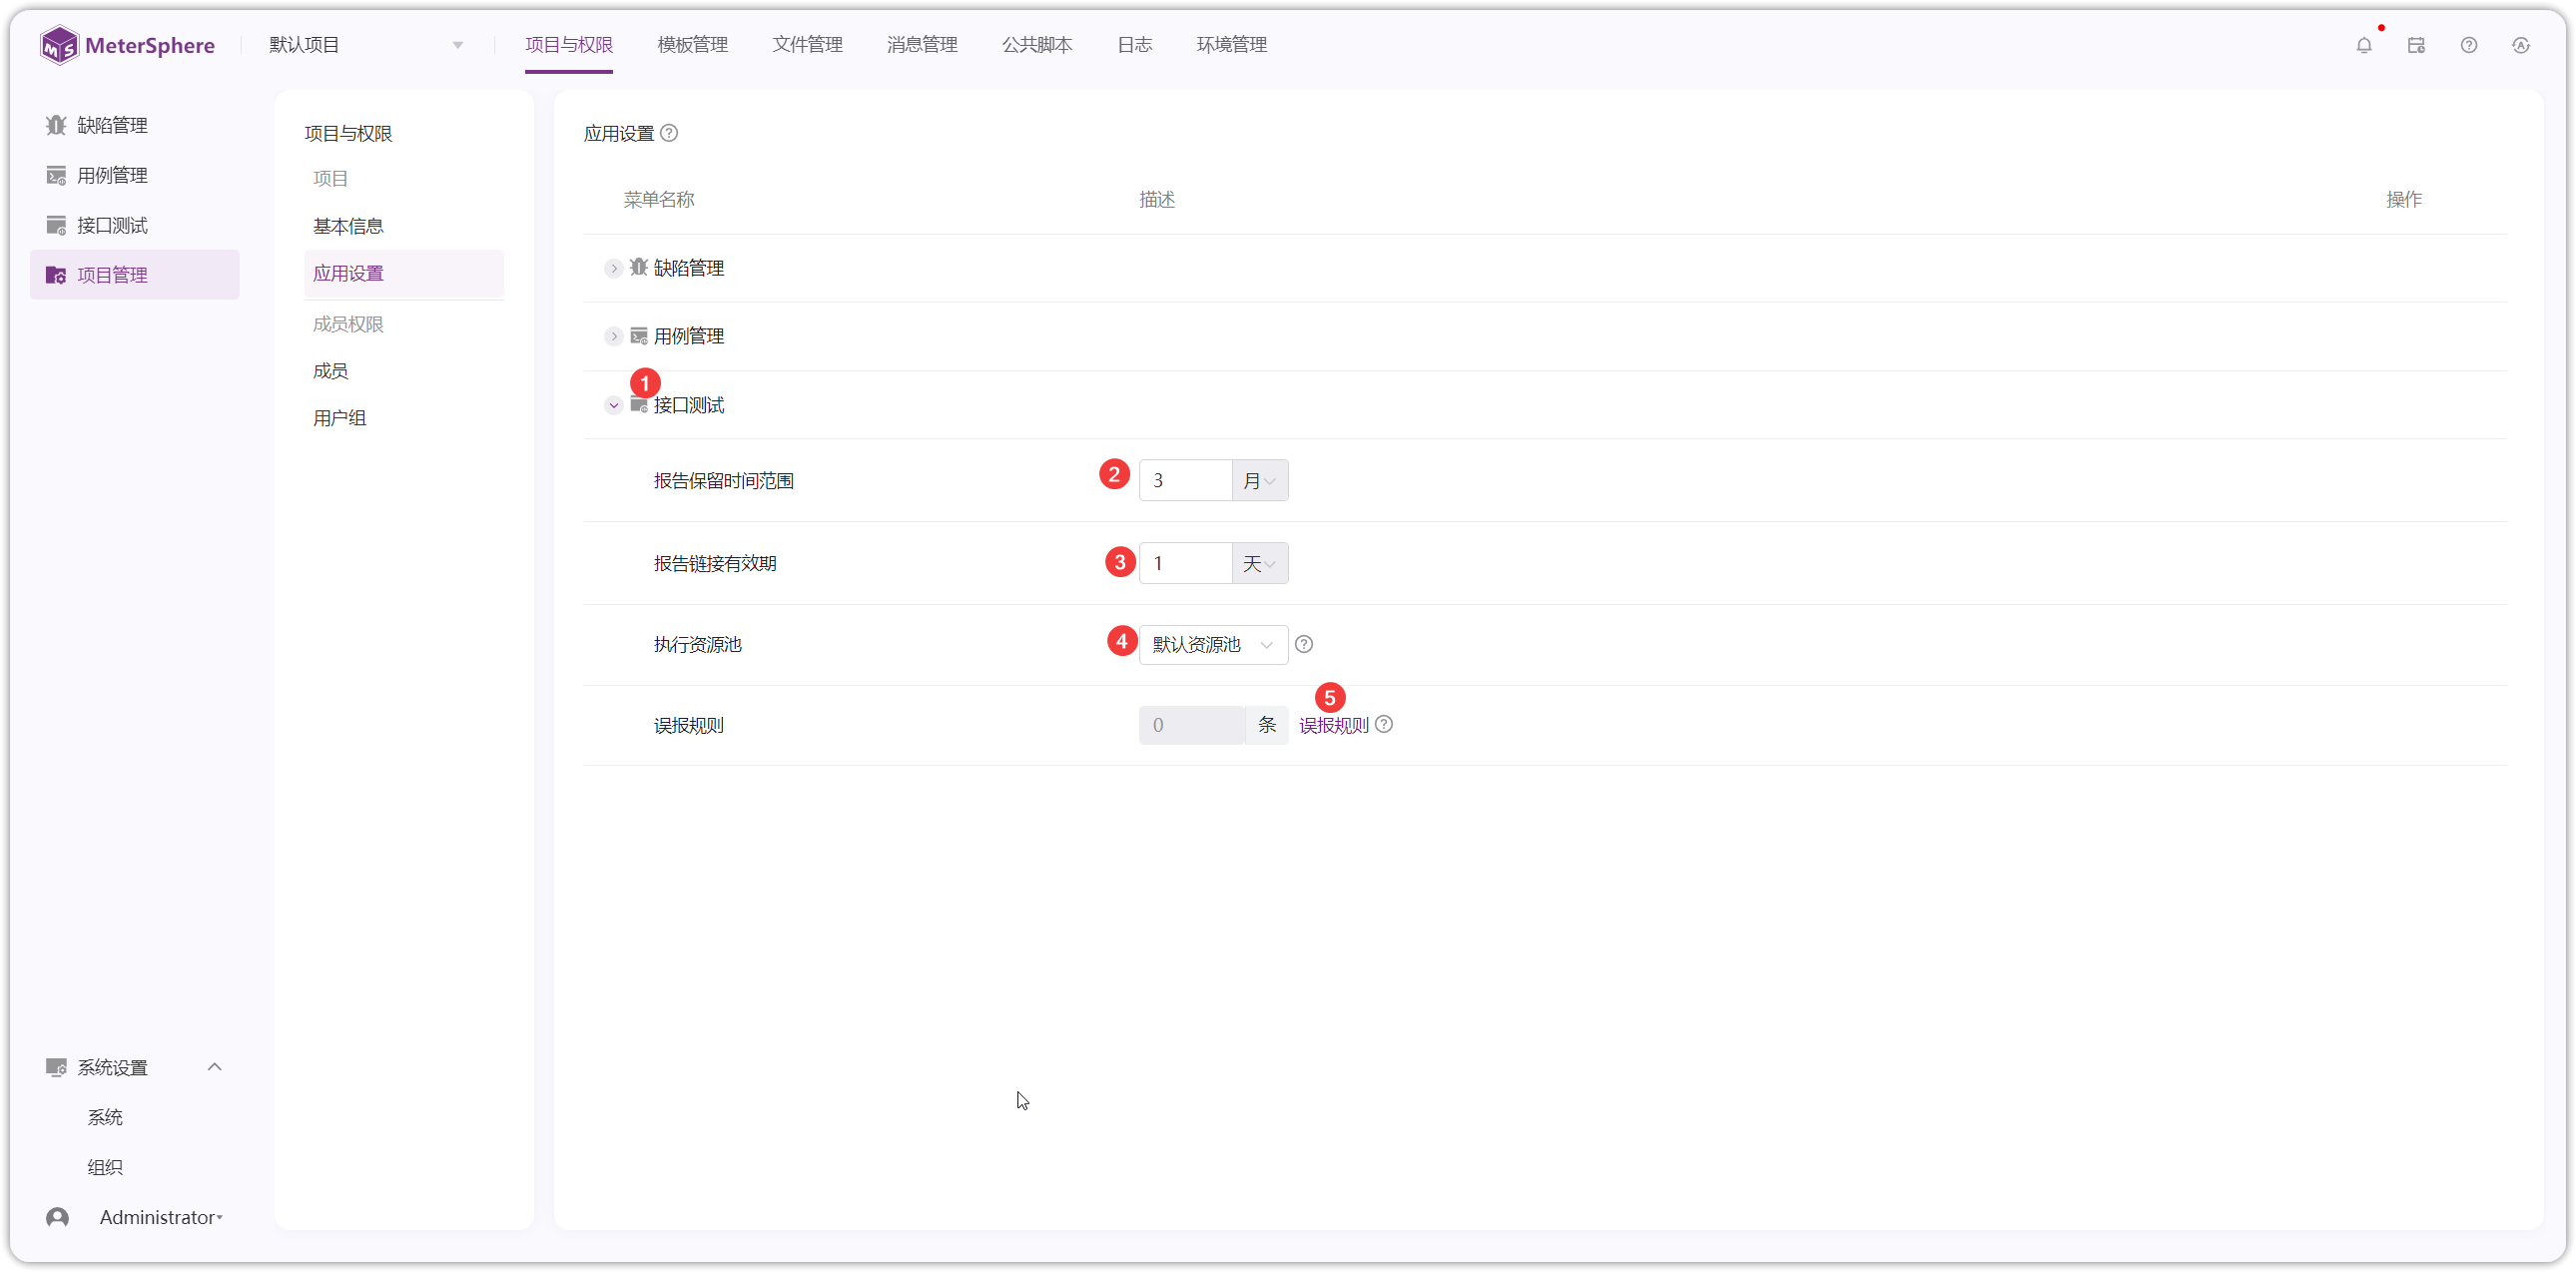 MeterSphere 默认项目 项目与权限 模板管理 文件管理 消息管理 公共脚本 日志 环境管理
缺陷管理
用例管理
接口测试
项目管理
系统设置
系统
组织
Administrator
项目与权限
项目
基本信息
应用设置
成员权限
成员
用户组
应用设置
菜单名称 描述 操作
缺陷管理
用例管理
1
接口测试
报告保留时间范围 2 3 月
报告链接有效期 3 1 天
执行资源池 4 默认资源池
5
误报规则 0 条 误报规则